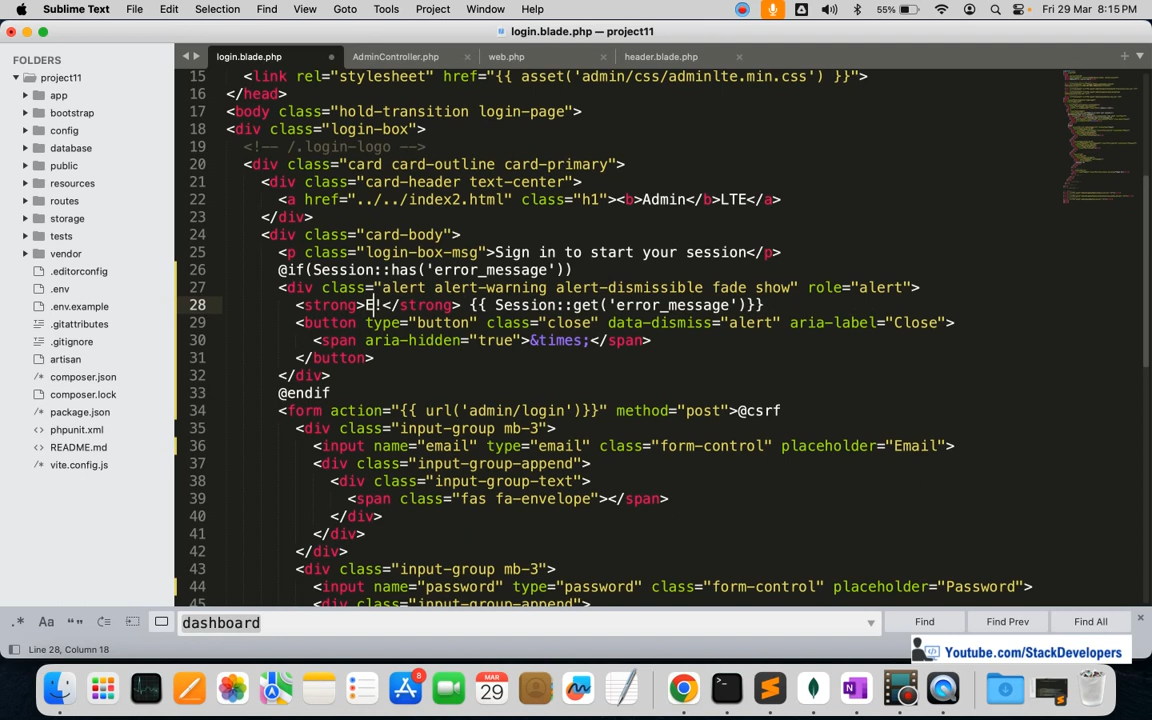 Sublime Text File Edit Selection Find View Goto Tools Project Window Help 55% Fri 29 Mar 8:15PM
login.blade.php — project11
FOLDERS
project11
app
bootstrap
config
database
public
resources
routes
storage
tests
vendor
.editorconfig
.env
.env.example
.gitattributes
.gitignore
artisan
composer.json
composer.lock
package.json
phpunit.xml
README.md
vite.config.js
login.blade.php AdminController.php web.php header.blade.php
15 <link rel="stylesheet" href="{{ asset('admin/css/adminlte.min.css') }}">
16 </head>
17 <body class="hold-transition login-page">
18 <div class="login-box">
19 <!-- /.login-logo -->
20 <div class="card card-outline card-primary">
21 <div class="card-header text-center">
22 <a href="../../index2.html" class="h1"><b>Admin</b>LTE</a>
23 </div>
24 <div class="card-body">
25 <p class="login-box-msg">Sign in to start your session</p>
26 @if(Session::has('error_message'))
27 <div class="alert alert-warning alert-dismissible fade show" role="alert">
28 <strong>E!</strong> {{ Session::get('error_message')}}
29 <button type="button" class="close" data-dismiss="alert" aria-label="Close">
30 <span aria-hidden="true">&times;</span>
31 </button>
32 </div>
33 @endif
34 <form action="{{ url('admin/login')}}" method="post">@csrf
35 <div class="input-group mb-3">
36 <input name="email" type="email" class="form-control" placeholder="Email">
37 <div class="input-group-append">
38 <div class="input-group-text">
39 <span class="fas fa-envelope"></span>
40 </div>
41 </div>
42 </div>
43 <div class="input-group mb-3">
44 <input name="password" type="password" class="form-control" placeholder="Password">
45 <div class="input-group-append">
.* Aa dashboard Find Find Prev Find All
Line 28, Column 18
Youtube.com/StackDevelopers
8
MAR
29